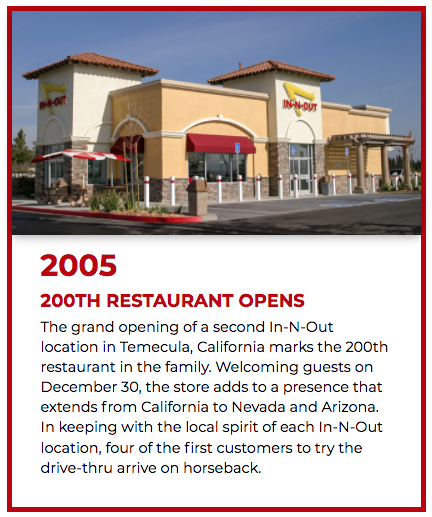 IN-N-OUT
IN-N-OUT
2005
200TH RESTAURANT OPENS
The grand opening of a second In-N-Out
location in Temecula, California marks the 200th
restaurant in the family. Welcoming guests on
December 30, the store adds to a presence that
extends from California to Nevada and Arizona.
In keeping with the local spirit of each In-N-Out
location, four of the first customers to try the
drive-thru arrive on horseback.